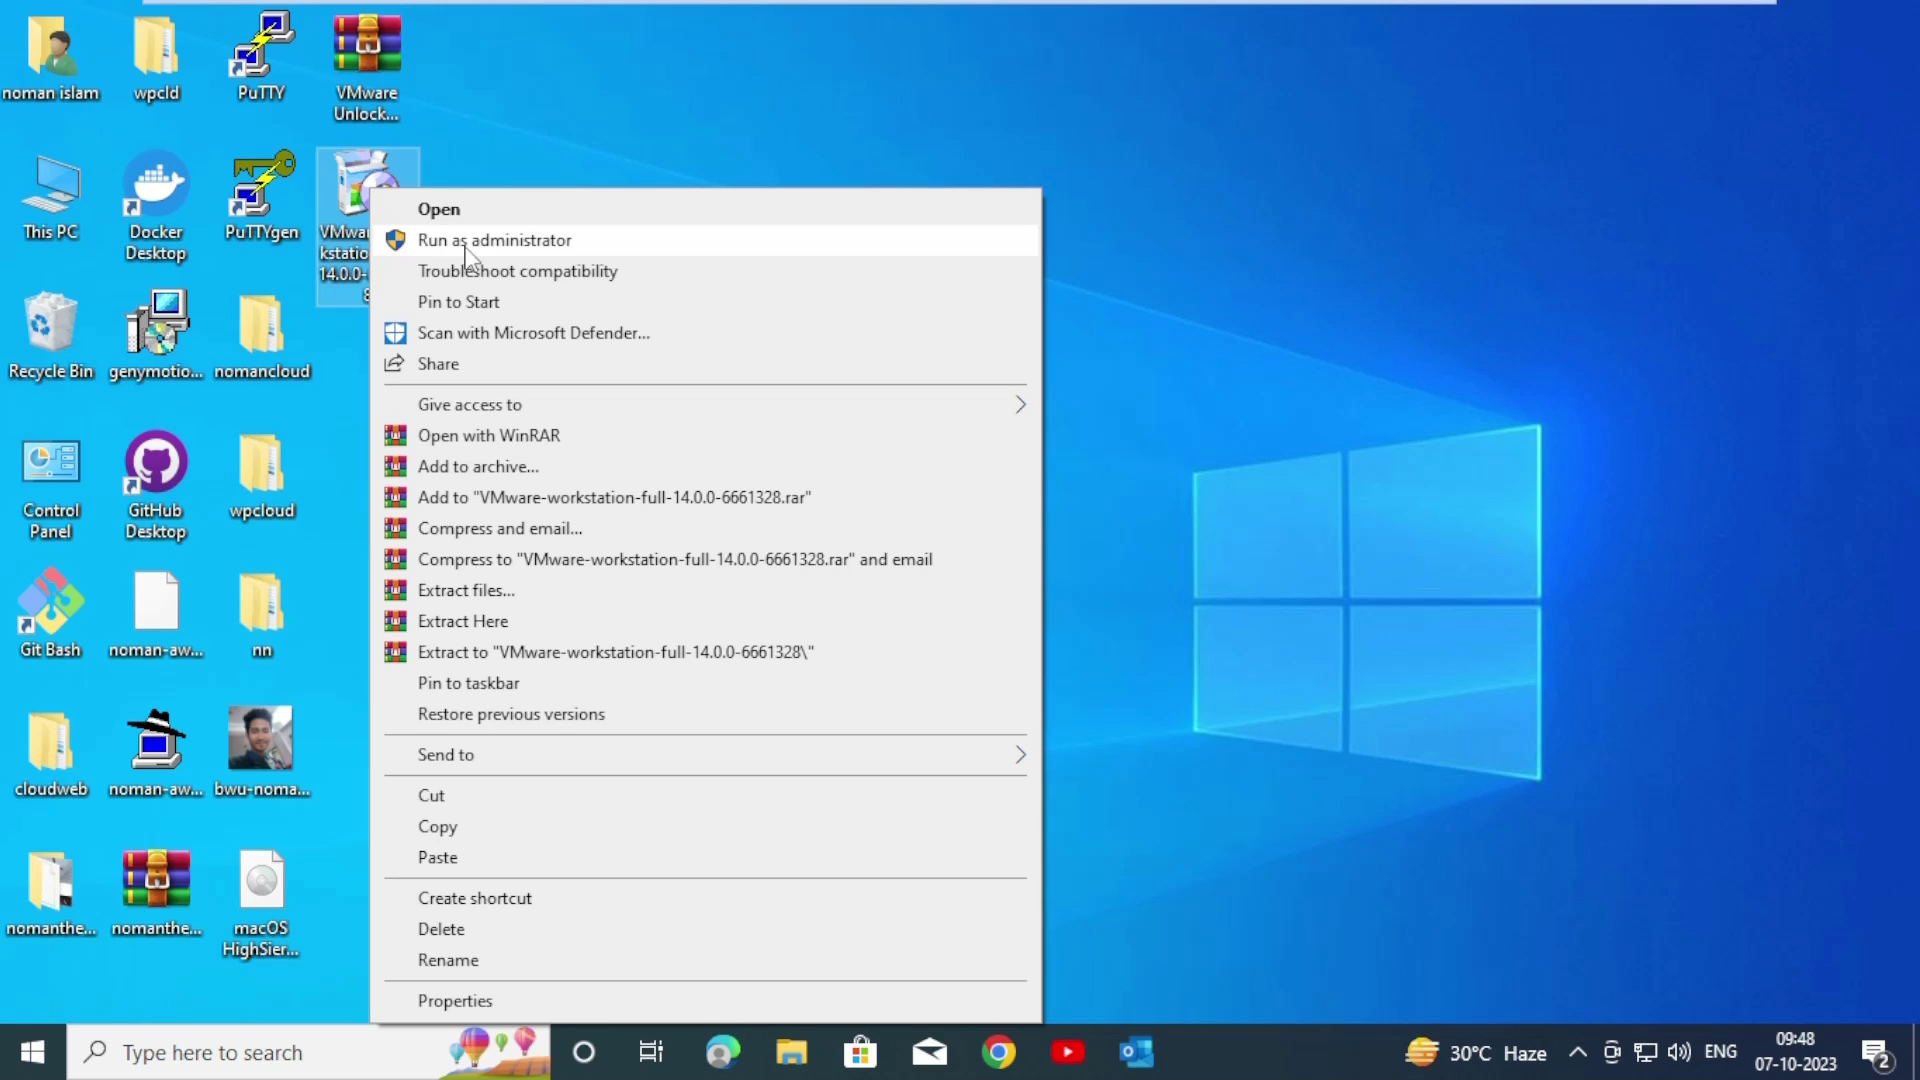 noman islam
wpcld
PuTTY
VMware
Unlock...
This PC
Docker
Desktop
PuTTYgen
Recycle Bin
genymotio...
nomancloud
Control
Panel
GitHub
Desktop
wpcloud
Git Bash
noman-aw...
nn
cloudweb
noman-aw...
bwu-noma...
nomanthe...
nomanthe...
macOS
HighSier...
Open
Run as administrator
Troubleshoot compatibility
Pin to Start
Scan with Microsoft Defender...
Share
Give access to
Open with WinRAR
Add to archive...
Add to "VMware-workstation-full-14.0.0-6661328.rar"
Compress and email...
Compress to "VMware-workstation-full-14.0.0-6661328.rar" and email
Extract files...
Extract Here
Extract to "VMware-workstation-full-14.0.0-6661328\"
Pin to taskbar
Restore previous versions
Send to
Cut
Copy
Paste
Create shortcut
Delete
Rename
Properties
Type here to search
30°C Haze
ENG
09:48
07-10-2023
2